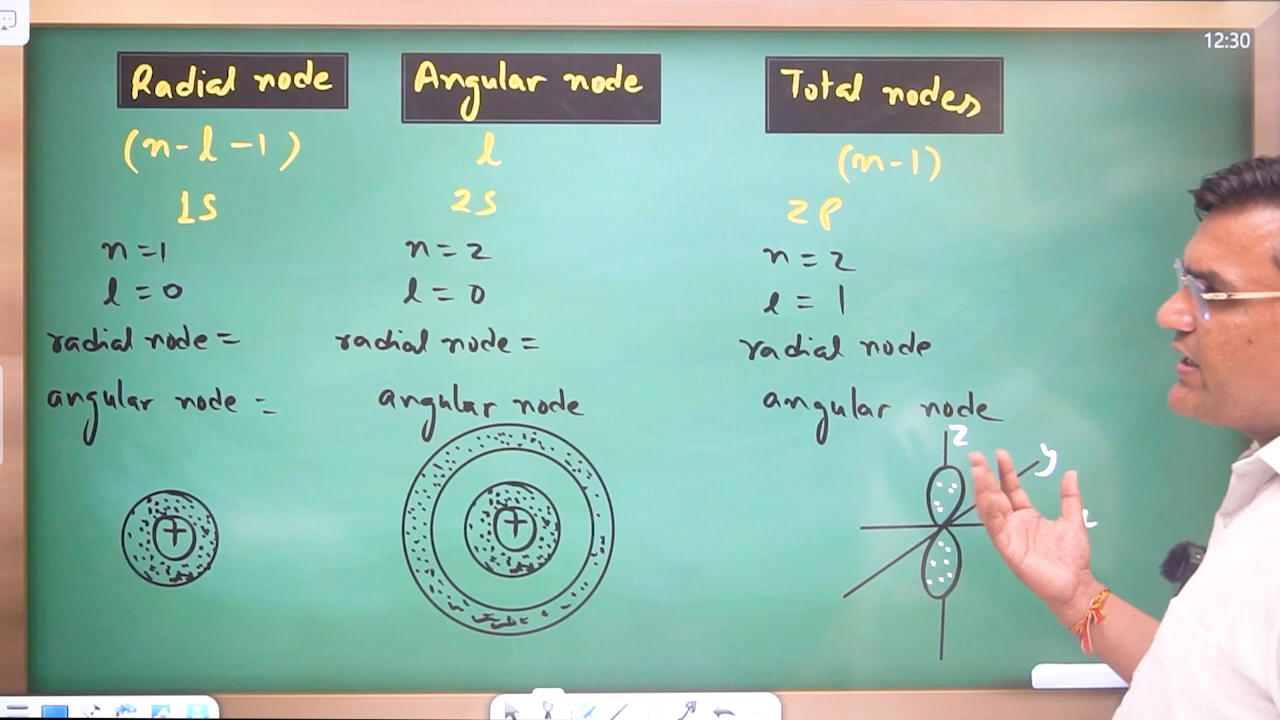 12:30
Radial node
Angular node
Total nodes
(n-l-1)
l
(n-1)
1S
2S
2P
n=1
n=2
n=2
l=0
l=0
l=1
radial node=
radial node=
radial node
angular node=
angular node
angular node
z
y
+
+